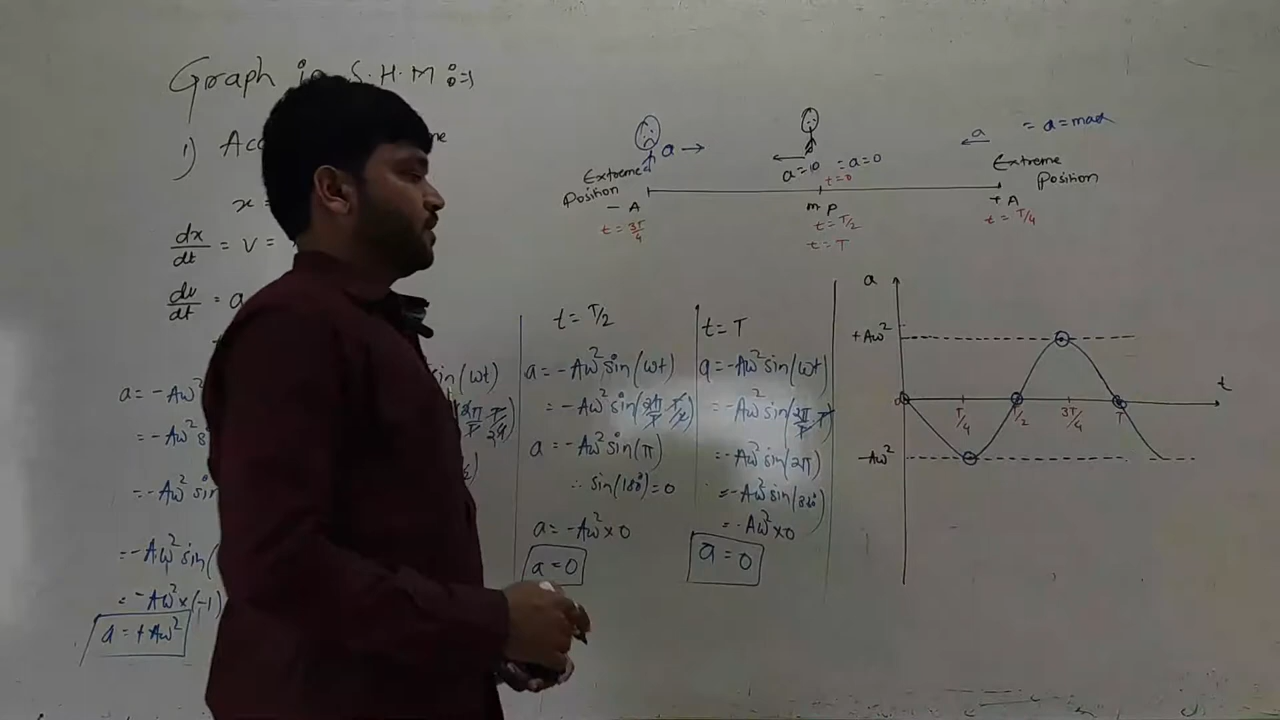 Graph in S.H.M :⇒
1) Acc
x =
dx/dt = v =
dv/dt = a
a = -Aω²
= -Aω² s
= -Aω² sin
= -Aω² sin(
= -Aω² × (-1)
a = +Aω²
sin(ωt)
2π/T T/4
t = T/2
a = -Aω² sin(ωt)
= -Aω² sin(2π/T T/2)
a = -Aω² sin(π)
∴ sin(180°) = 0
a = -Aω² × 0
a = 0
t = T
a = -Aω² sin(ωt)
= -Aω² sin(2π/T T)
= -Aω² sin(2π)
= -Aω² × 0
a = 0
a →
Extreme
Position
- A
t = 3T/4
= a = 0
t = 0
m P
t = T/2
t = T
a
= a = max
Extreme
Position
+ A
t = T/4
a
+Aω²
0
T/4
T/2
3T/4
T
t
-Aω²